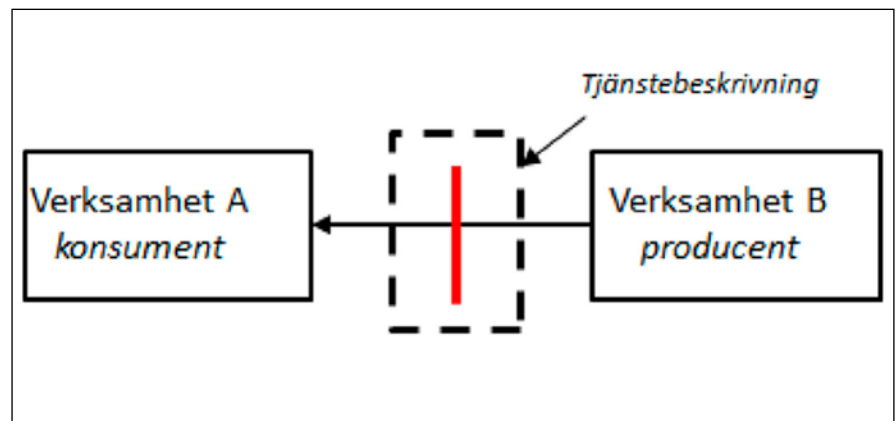 Tjänstebeskrivning
Verksamhet A
konsument
Verksamhet B
producent